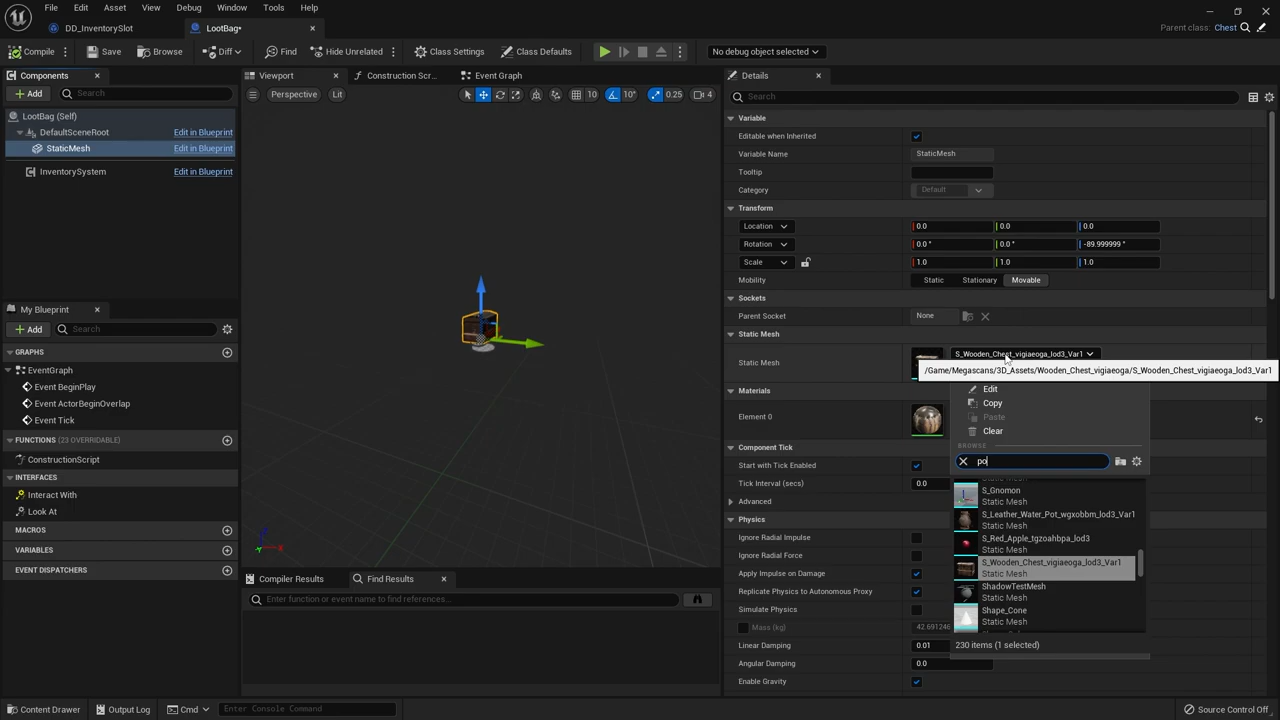 File Edit Asset View Debug Window Tools Help
DD_InventorySlot LootBag*
Parent class: Chest
Compile Save Browse Diff Find Hide Unrelated Class Settings Class Defaults No debug object selected
Components
Add Search
LootBag (Self)
DefaultSceneRoot Edit in Blueprint
StaticMesh Edit in Blueprint
InventorySystem Edit in Blueprint
My Blueprint
Add Search
GRAPHS
EventGraph
Event BeginPlay
Event ActorBeginOverlap
Event Tick
FUNCTIONS (23 OVERRIDABLE)
ConstructionScript
INTERFACES
Interact With
Look At
MACROS
VARIABLES
EVENT DISPATCHERS
Viewport Construction Scr... Event Graph
Perspective Lit 10 10° 0.25 4
Compiler Results Find Results
Enter function or event name to find references...
Details
Search
Variable
Editable when Inherited
Variable Name StaticMesh
Tooltip
Category Default
Transform
Location 0.0 0.0 0.0
Rotation 0.0 ° 0.0 ° -89.999999 °
Scale 1.0 1.0 1.0
Mobility Static Stationary Movable
Sockets
Parent Socket None
Static Mesh
Static Mesh S_Wooden_Chest_vigiaeoga_lod3_Var1
/Game/Megascans/3D_Assets/Wooden_Chest_vigiaeoga/S_Wooden_Chest_vigiaeoga_lod3_Var1
Edit
Copy
Paste
Clear
BROWSE
po
Static Mesh
S_Gnomon
Static Mesh
S_Leather_Water_Pot_wgxobbm_lod3_Var1
Static Mesh
S_Red_Apple_tgzoahbpa_lod3
Static Mesh
S_Wooden_Chest_vigiaeoga_lod3_Var1
Static Mesh
ShadowTestMesh
Static Mesh
Shape_Cone
Static Mesh
230 items (1 selected)
Materials
Element 0
Component Tick
Start with Tick Enabled
Tick Interval (secs) 0.0
Advanced
Physics
Ignore Radial Impulse
Ignore Radial Force
Apply Impulse on Damage
Replicate Physics to Autonomous Proxy
Simulate Physics
Mass (kg) 42.691246
Linear Damping 0.01
Angular Damping 0.0
Enable Gravity
Content Drawer Output Log Cmd Enter Console Command Source Control Off